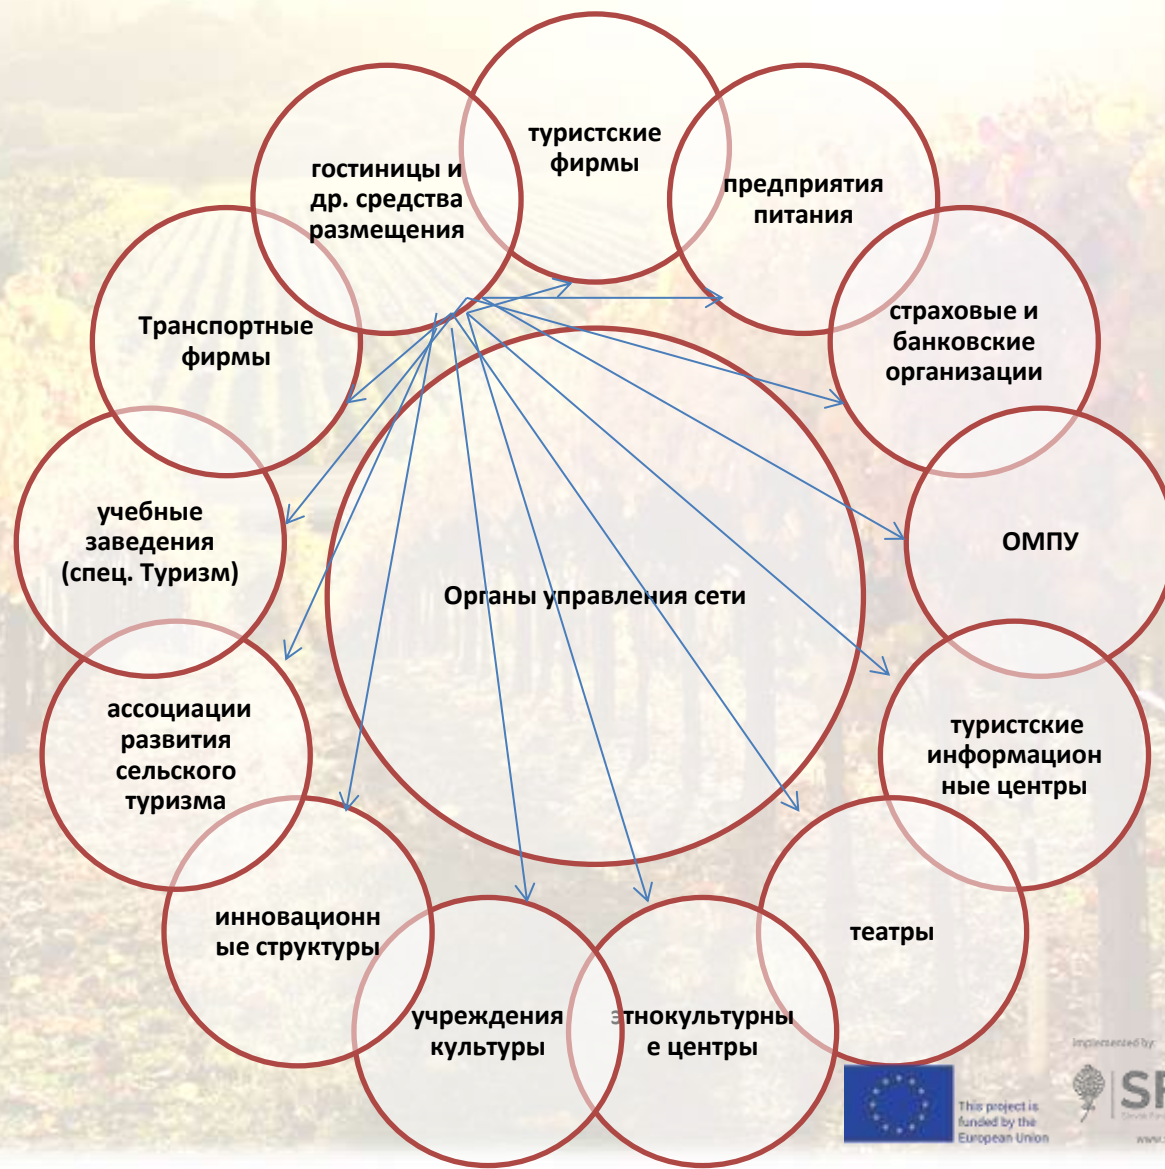 туристские
фирмы
предприятия
питания
страховые и
банковские
организации
ОМПУ
туристские
информацион
ные центры
театры
этнокультурны
е центры
учреждения
культуры
инновационн
ые структуры
ассоциации
развития
сельского
туризма
учебные
заведения
(спец. Туризм)
Транспортные
фирмы
гостиницы и
др. средства
размещения
Органы управления сети
This project is
funded by the
European Union
Implemented by: